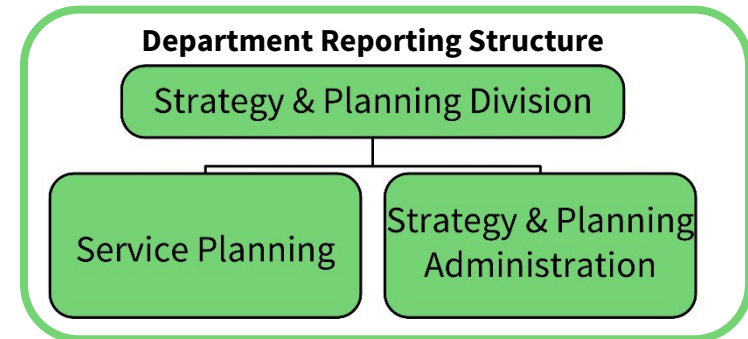 Department Reporting Structure
Strategy & Planning Division
Service Planning
Strategy & Planning
Administration